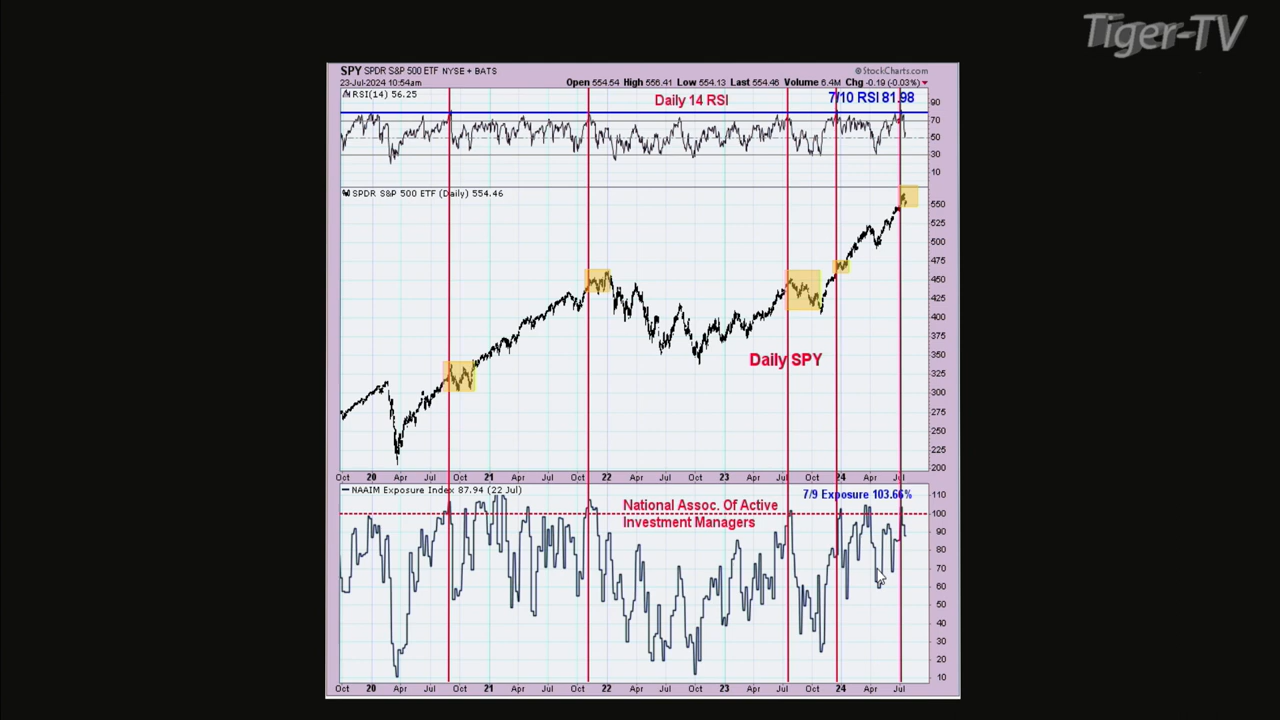 Tiger-TV
SPY SPDR S&P 500 ETF NYSE + BATS
© StockCharts.com
23-Jul-2024 10:54am
Open 554.54 High 556.41 Low 554.13 Last 554.46 Volume 6.4M Chg -0.19 (-0.03%)
RSI(14) 56.25
Daily 14 RSI
7/10 RSI 81.98
90
70
50
30
10
SPDR S&P 500 ETF (Daily) 554.46
550
525
500
475
450
425
400
375
350
325
300
275
250
225
200
Daily SPY
Oct 20 Apr Jul Oct 21 Apr Jul Oct 22 Apr Jul Oct 23 Apr Jul Oct 24 Apr Jul
NAAIM Exposure Index 87.94 (22 Jul)
7/9 Exposure 103.66%
National Assoc. Of Active
Investment Managers
110
100
90
80
70
60
50
40
30
20
10
Oct 20 Apr Jul Oct 21 Apr Jul Oct 22 Apr Jul Oct 23 Apr Jul Oct 24 Apr Jul